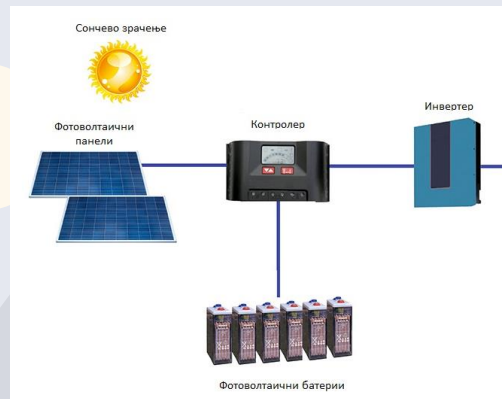 Сончево зрачење
Фотоволтаични
панели
Контролер
Инвертер
Фотоволтаични батерии